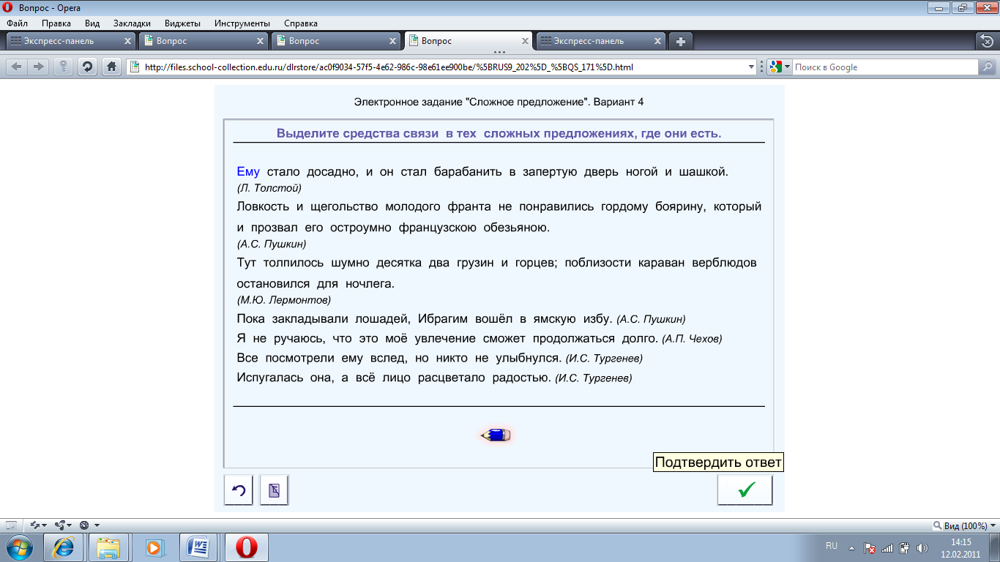 Вопрос - Opera
Файл Правка Вид Закладки Виджеты Инструменты Справка
Экспресс-панель Вопрос Вопрос Вопрос Экспресс-панель
http://files.school-collection.edu.ru/dlrstore/ac0f9034-57f5-4e62-986c-98e61ee900be/%5BRUS9_202%5D_%5BQS_171%5D.html Поиск в Google
Электронное задание "Сложное предложение". Вариант 4
Выделите средства связи в тех сложных предложениях, где они есть.
Ему стало досадно, и он стал барабанить в запертую дверь ногой и шашкой.
(Л. Толстой)
Ловкость и щегольство молодого франта не понравились гордому боярину, который
и прозвал его остроумно французскою обезьяною.
(А.С. Пушкин)
Тут толпилось шумно десятка два грузин и горцев; поблизости караван верблюдов
остановился для ночлега.
(М.Ю. Лермонтов)
Пока закладывали лошадей, Ибрагим вошёл в ямскую избу. (А.С. Пушкин)
Я не ручаюсь, что это моё увлечение сможет продолжаться долго. (А.П. Чехов)
Все посмотрели ему вслед, но никто не улыбнулся. (И.С. Тургенев)
Испугалась она, а всё лицо расцветало радостью. (И.С. Тургенев)
Подтвердить ответ
Вид (100%)
RU 14:15
12.02.2011